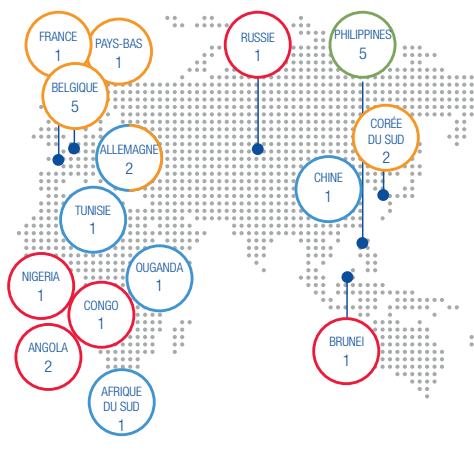 FRANCE
1
PAYS-BAS
1
BELGIQUE
5
RUSSIE
1
PHILIPPINES
5
CORÉE
DU SUD
2
ALLEMAGNE
2
CHINE
1
TUNISIE
1
NIGERIA
1
OUGANDA
1
CONGO
1
ANGOLA
2
BRUNEI
1
AFRIQUE
DU SUD
1